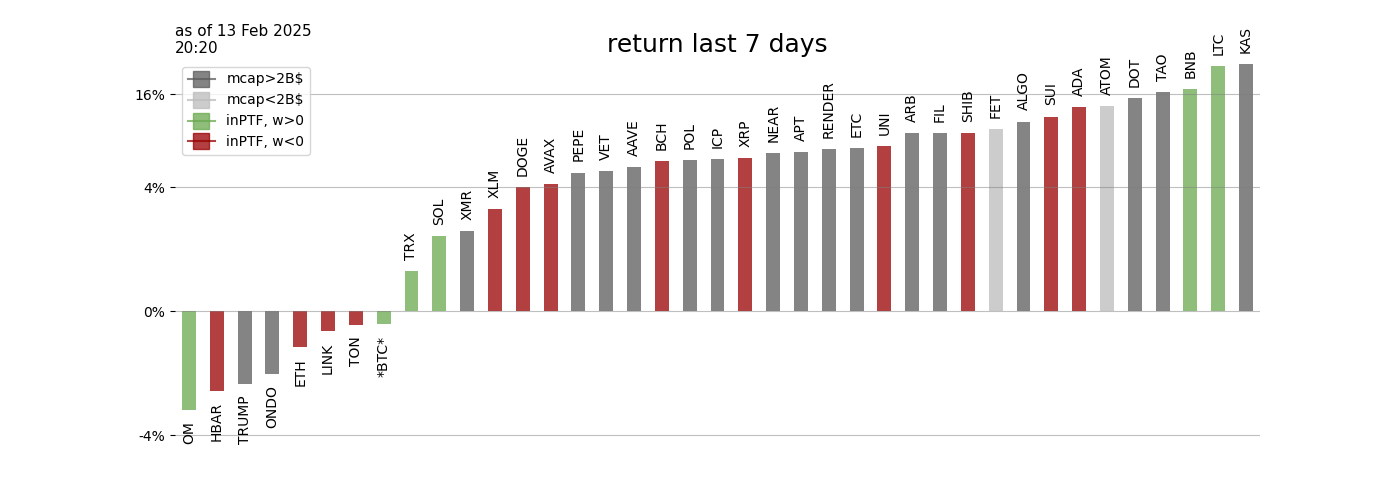 as of 13 Feb 2025
20:20
return last 7 days
mcap>2B$
mcap<2B$
inPTF, w>0
inPTF, w<0
16%
4%
0%
-4%
OM
HBAR
TRUMP
ONDO
ETH
LINK
TON
*BTC*
TRX
SOL
XMR
XLM
DOGE
AVAX
PEPE
VET
AAVE
BCH
POL
ICP
XRP
NEAR
APT
RENDER
ETC
UNI
ARB
FIL
SHIB
FET
ALGO
SUI
ADA
ATOM
DOT
TAO
BNB
LTC
KAS